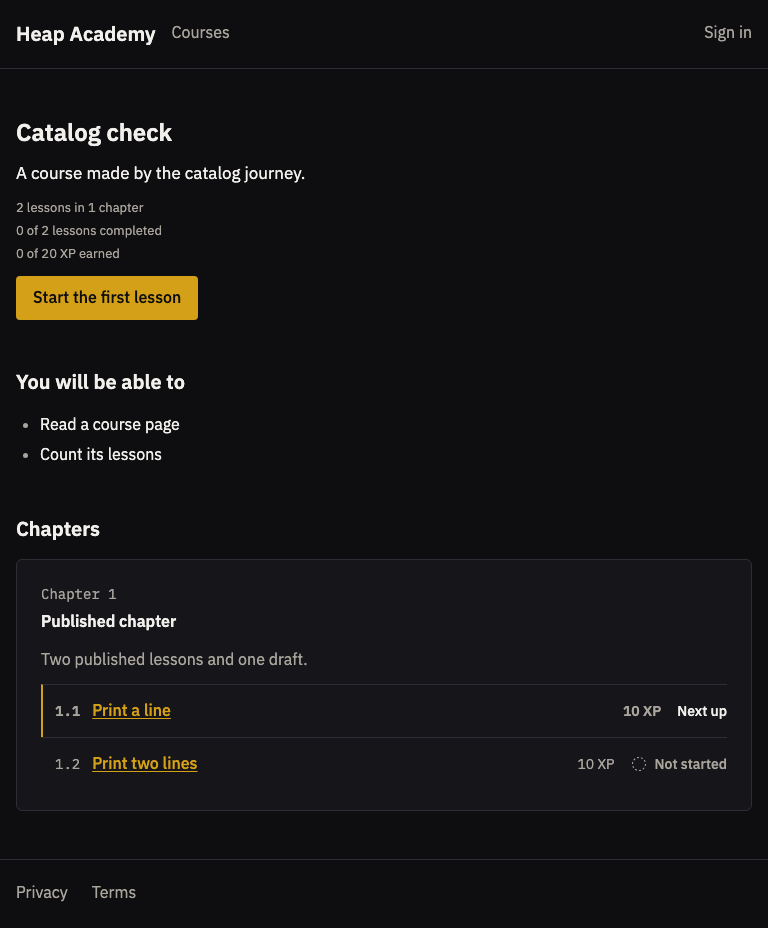 Heap Academy Courses Sign in
Catalog check
A course made by the catalog journey.
2 lessons in 1 chapter
0 of 2 lessons completed
0 of 20 XP earned
Start the first lesson
You will be able to
Read a course page
Count its lessons
Chapters
Chapter 1
Published chapter
Two published lessons and one draft.
1.1 Print a line 10 XP Next up
1.2 Print two lines 10 XP Not started
Privacy Terms